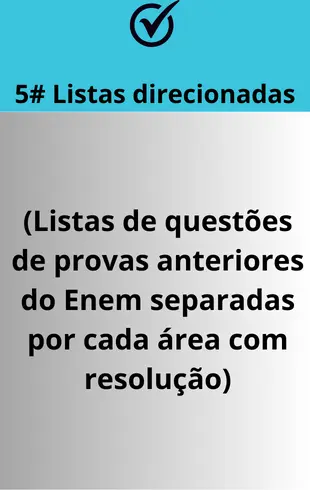 5# Listas direcionadas
(Listas de questões
de provas anteriores
do Enem separadas
por cada área com
resolução)